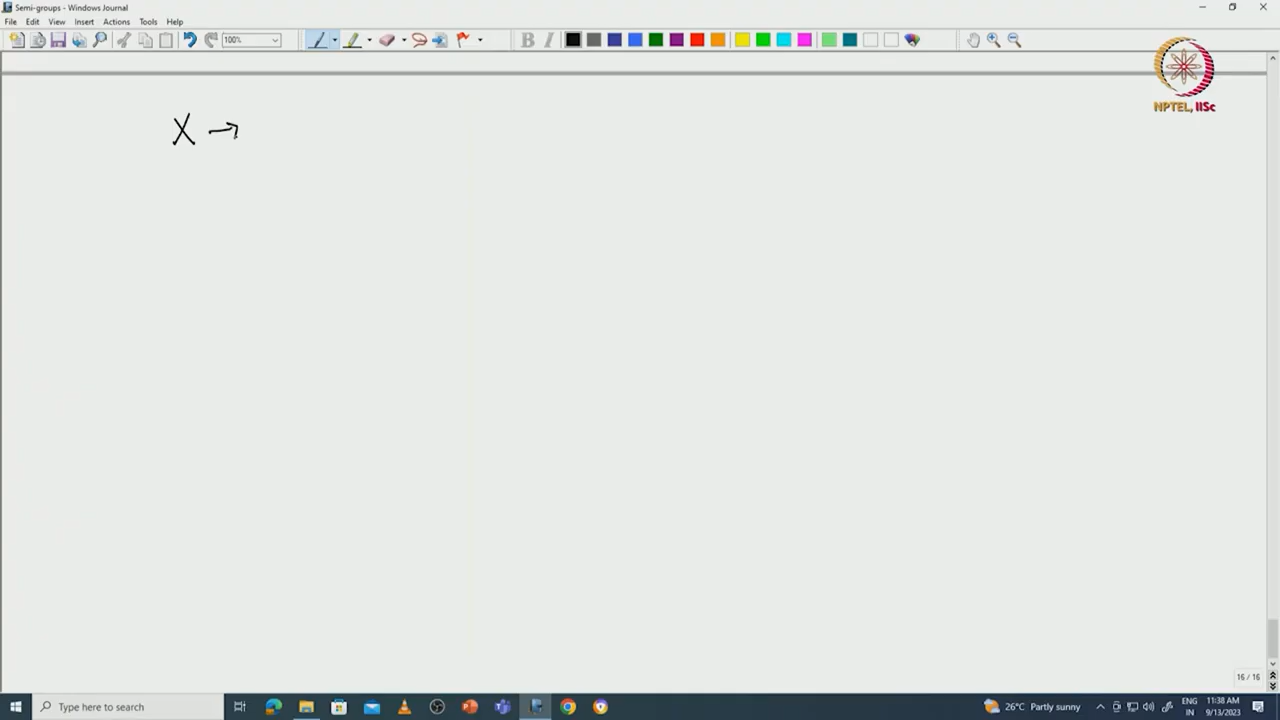 Semi-groups - Windows Journal
File Edit View Insert Actions Tools Help
100%
B I
NPTEL, IISc
X →
16 / 16
Type here to search
26°C Partly sunny
ENG
IN
11:38 AM
9/13/2023